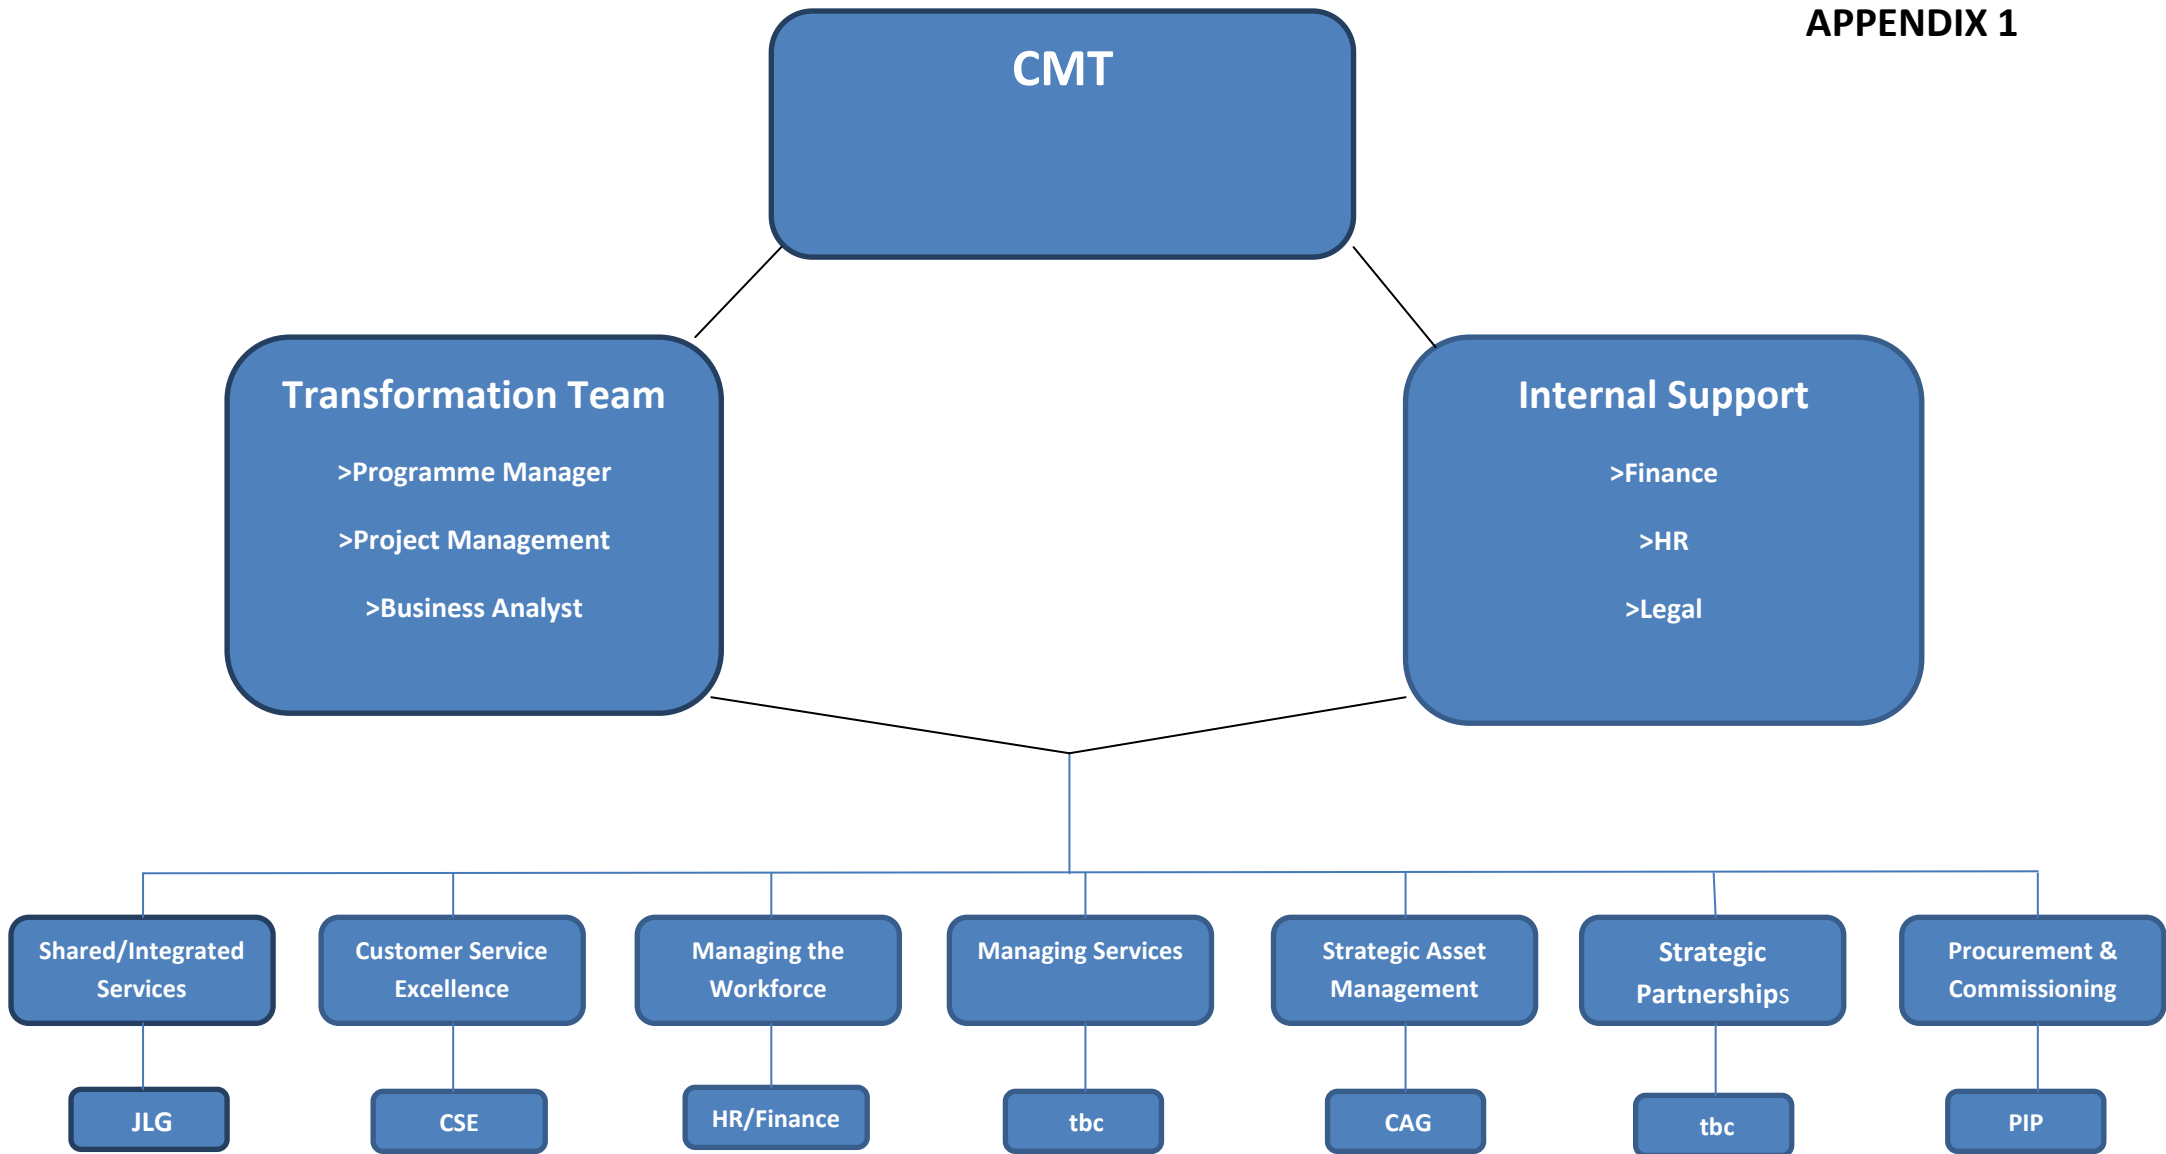 APPENDIX 1
CMT
Transformation Team
>Programme Manager
>Project Management
>Business Analyst
Internal Support
>Finance
>HR
>Legal
Shared/Integrated
Services
Customer Service
Excellence
Managing the
Workforce
Managing Services
Strategic Asset
Management
Strategic
Partnerships
Procurement &
Commissioning
JLG
CSE
HR/Finance
tbc
CAG
tbc
PIP